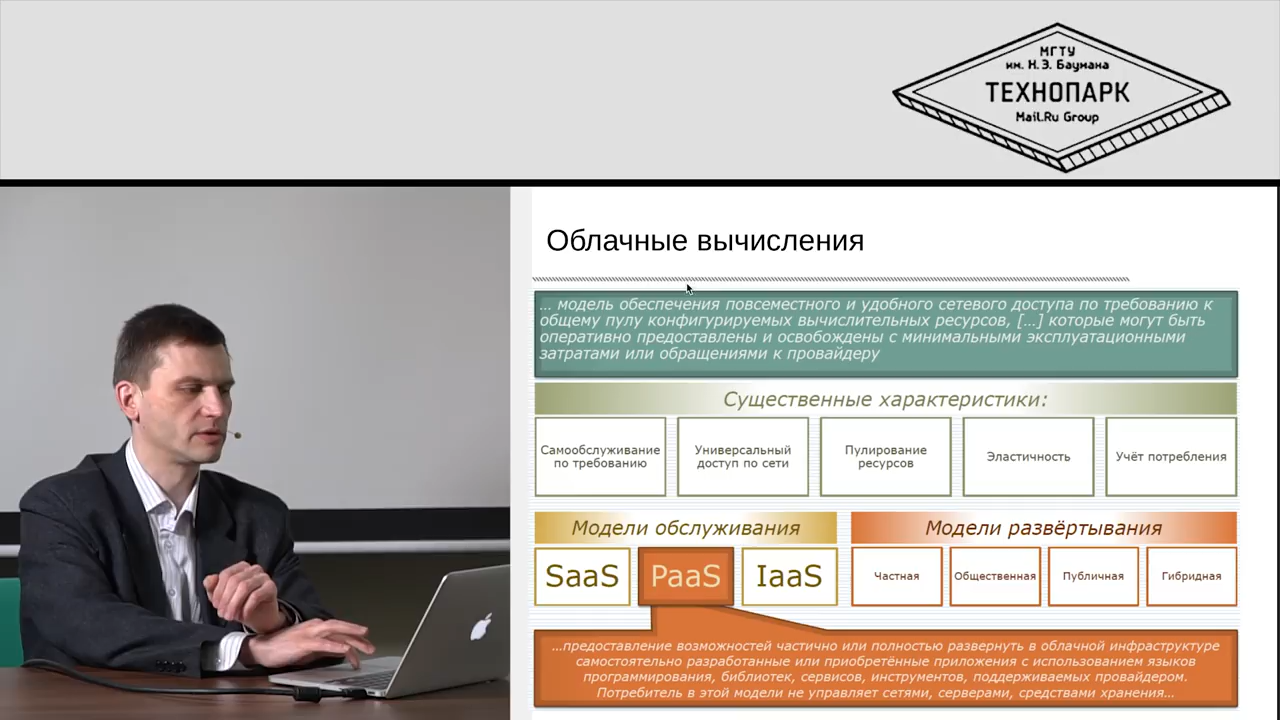 МГТУ
им. Н.Э. Баумана
ТЕХНОПАРК
Mail.Ru Group
Облачные вычисления
... модель обеспечения повсеместного и удобного сетевого доступа по требованию к
общему пулу конфигурируемых вычислительных ресурсов, [...] которые могут быть
оперативно предоставлены и освобождены с минимальными эксплуатационными
затратами или обращениями к провайдеру
Существенные характеристики:
Самообслуживание
по требованию
Универсальный
доступ по сети
Пулирование
ресурсов
Эластичность
Учёт потребления
Модели обслуживания
SaaS
PaaS
IaaS
Модели развёртывания
Частная
Общественная
Публичная
Гибридная
...предоставление возможностей частично или полностью развернуть в облачной инфраструктуре
самостоятельно разработанные или приобретённые приложения с использованием языков
программирования, библиотек, сервисов, инструментов, поддерживаемых провайдером.
Потребитель в этой модели не управляет сетями, серверами, средствами хранения...